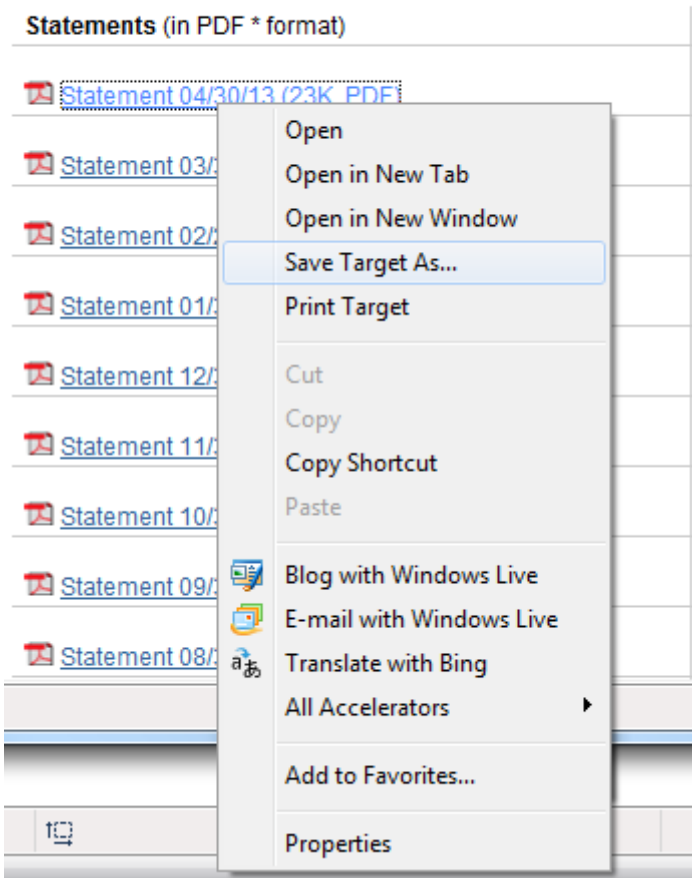 Statements (in PDF * format)
Statement 04/30/13 (23K PDF)
Open
Statement 03/
Open in New Tab
Open in New Window
Statement 02/
Save Target As...
Statement 01/
Print Target
Statement 12/
Cut
Copy
Statement 11/
Copy Shortcut
Statement 10/
Paste
Statement 09/
Blog with Windows Live
E-mail with Windows Live
Statement 08/
Translate with Bing
All Accelerators
Add to Favorites...
Properties